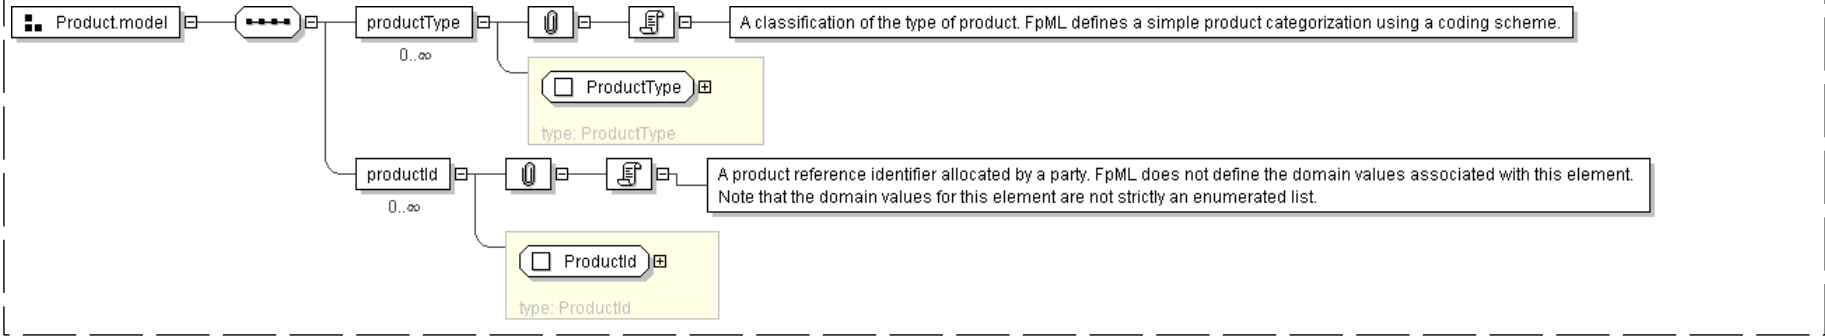 Product.model
productType
A classification of the type of product. FpML defines a simple product categorization using a coding scheme.
0..∞
ProductType
type: ProductType
productId
A product reference identifier allocated by a party. FpML does not define the domain values associated with this element.
Note that the domain values for this element are not strictly an enumerated list.
0..∞
ProductId
type: ProductId